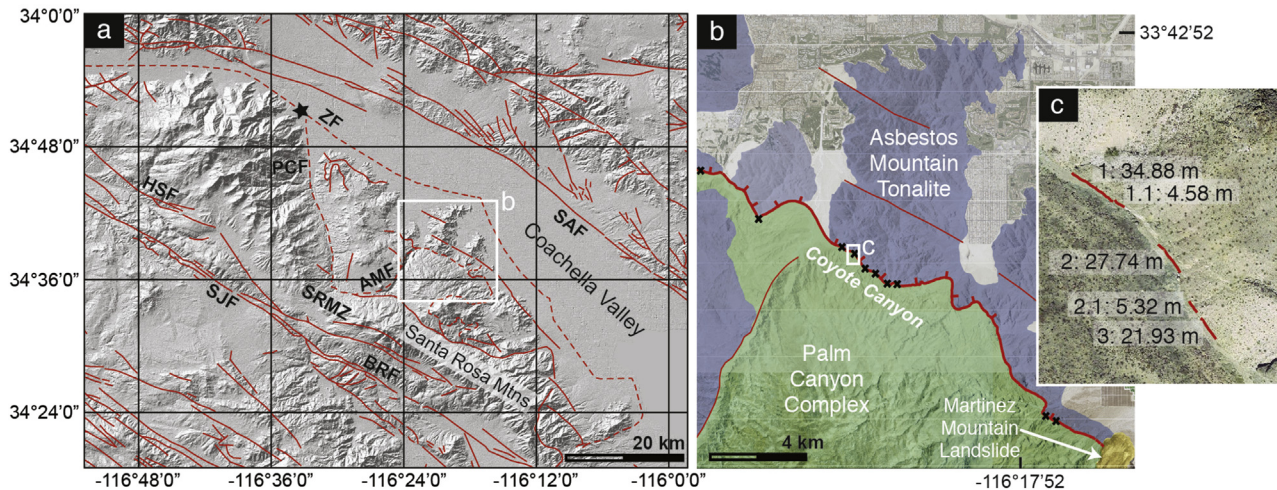 a
34°0'0"
34°48'0"
34°36'0"
34°24'0"
-116°48'0"
-116°36'0"
-116°24'0"
-116°12'0"
-116°0'0"
ZF
PCF
HSF
SJF
SRMZ
AMF
BRF
SAF
b
Coachella Valley
Santa Rosa Mtns
20 km
b
33°42'52
Asbestos
Mountain
Tonalite
C
Coyote Canyon
Palm
Canyon
Complex
Martinez
Mountain
Landslide
4 km
-116°17'52
c
1: 34.88 m
1.1: 4.58 m
2: 27.74 m
2.1: 5.32 m
3: 21.93 m